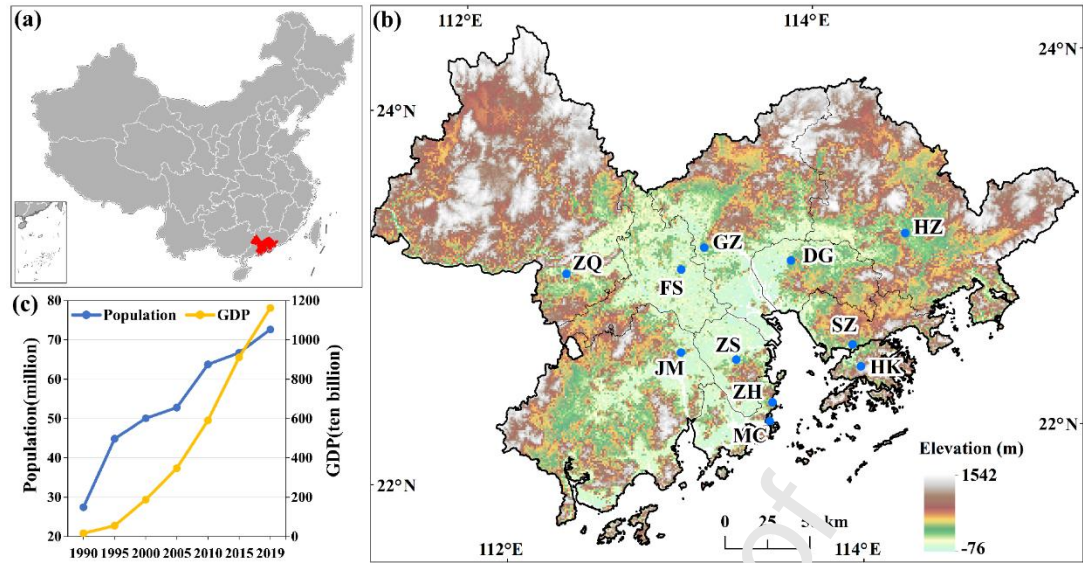 (a)
(b)
112°E
114°E
24°N
24°N
22°N
22°N
112°E
114°E
HZ
GZ
DG
ZQ
FS
SZ
ZS
JM
HK
ZH
MC
Elevation (m)
1542
-76
0 25 5 km
of
(c)
Population GDP
Population(million)
80
70
60
50
40
30
20
GDP(ten billion)
1200
1000
800
600
400
200
0
1990 1995 2000 2005 2010 2015 2019